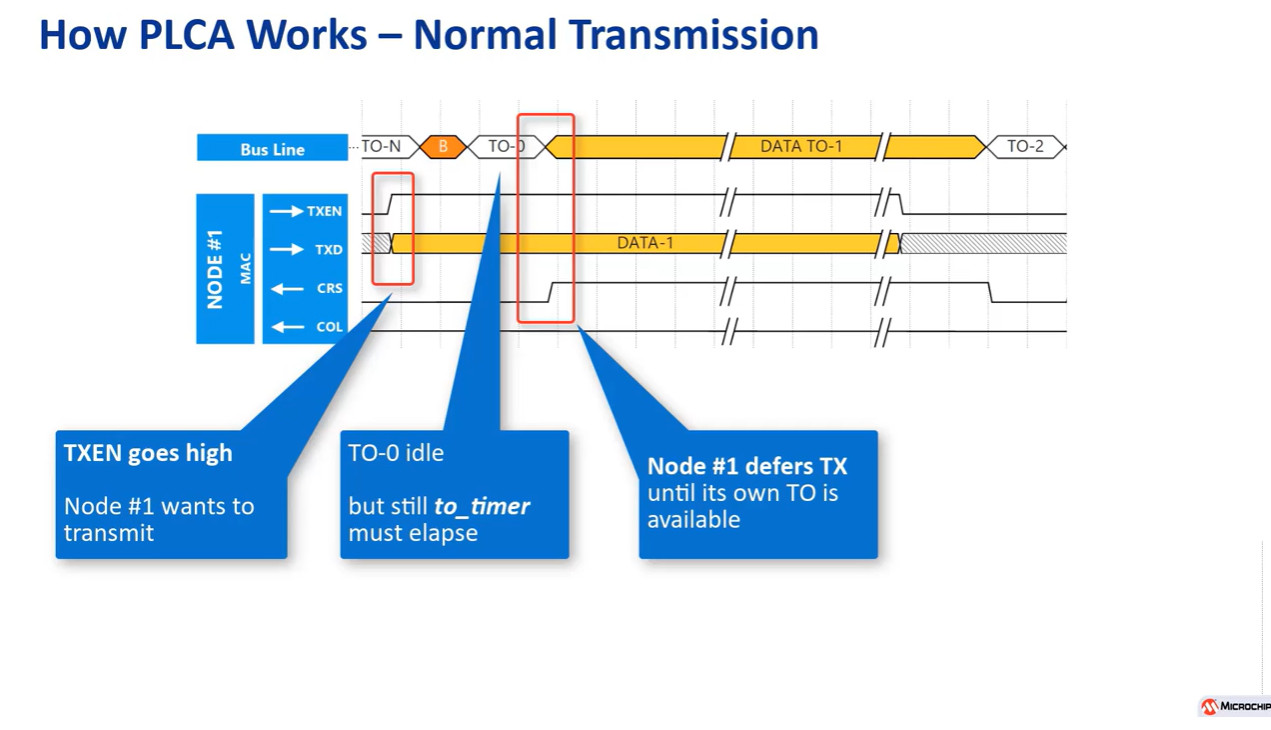 How PLCA Works – Normal Transmission
Bus Line
TO-N
B
TO-0
DATA TO-1
TO-2
NODE #1
MAC
TXEN
TXD
CRS
COL
DATA-1
TXEN goes high
Node #1 wants to
transmit
TO-0 idle
but still to_timer
must elapse
Node #1 defers TX
until its own TO is
available
MICROCHIP